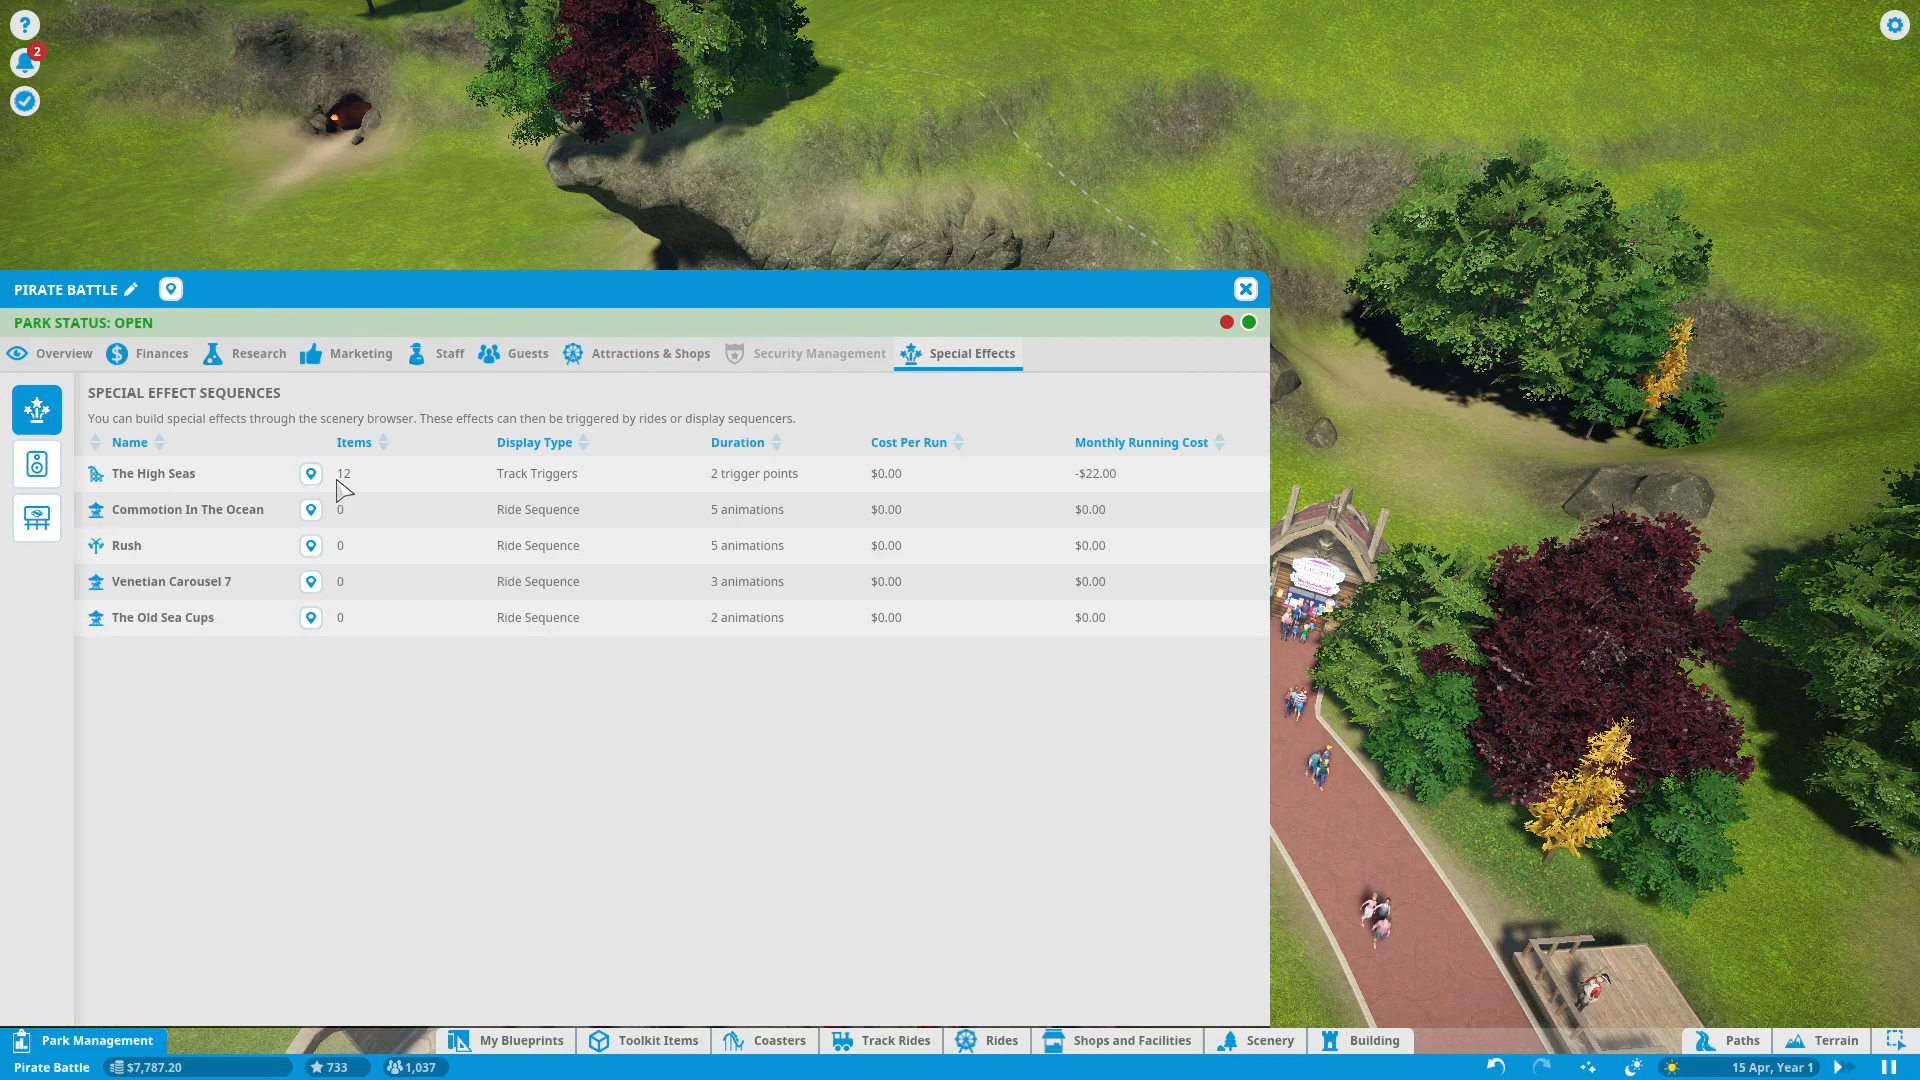 ?
2
PIRATE BATTLE
PARK STATUS: OPEN
Overview Finances Research Marketing Staff Guests Attractions & Shops Security Management Special Effects
SPECIAL EFFECT SEQUENCES
You can build special effects through the scenery browser. These effects can then be triggered by rides or display sequencers.
Name Items Display Type Duration Cost Per Run Monthly Running Cost
The High Seas 12 Track Triggers 2 trigger points $0.00 -$22.00
Commotion In The Ocean 0 Ride Sequence 5 animations $0.00 $0.00
Rush 0 Ride Sequence 5 animations $0.00 $0.00
Venetian Carousel 7 0 Ride Sequence 3 animations $0.00 $0.00
The Old Sea Cups 0 Ride Sequence 2 animations $0.00 $0.00
Park Management My Blueprints Toolkit Items Coasters Track Rides Rides Shops and Facilities Scenery Building Paths Terrain
Pirate Battle $7,787.20 733 1,037 15 Apr, Year 1